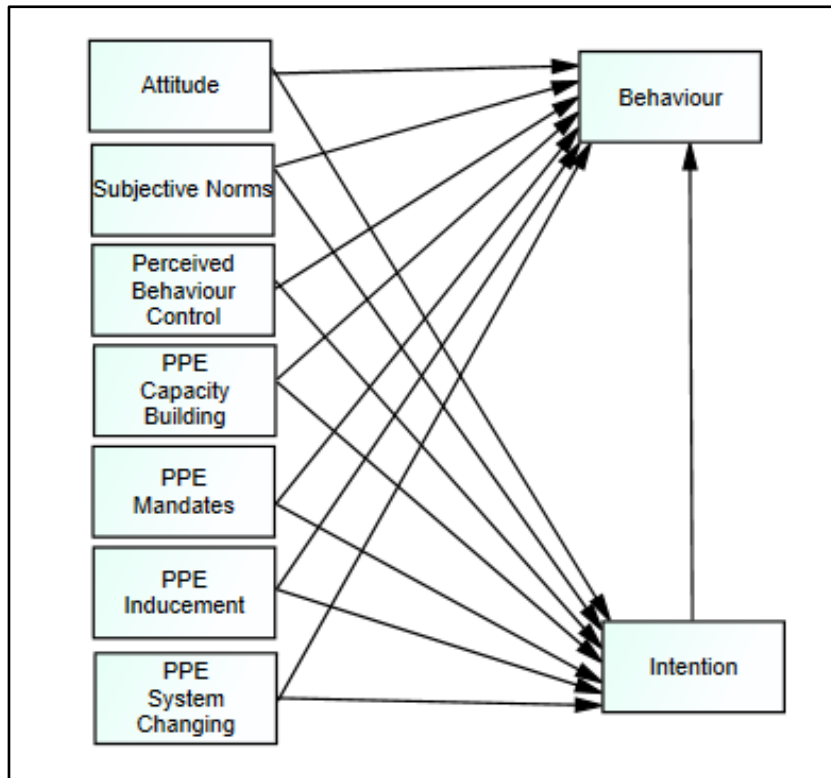 Attitude
Subjective Norms
Perceived
Behaviour
Control
PPE
Capacity
Building
PPE
Mandates
PPE
Inducement
PPE
System
Changing
Behaviour
Intention